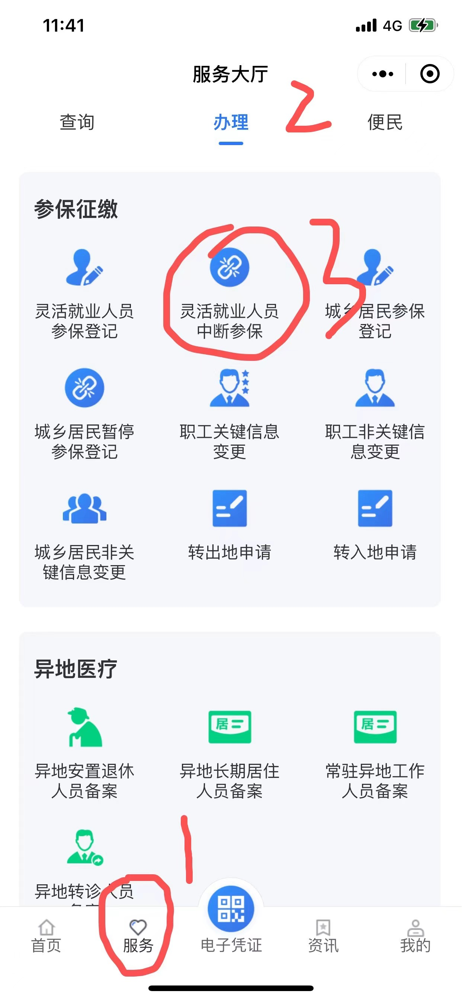 11:41
4G
服务大厅
2
查询
办理
便民
参保征缴
3
灵活就业人员
参保登记
灵活就业人员
中断参保
城乡居民参保
登记
城乡居民暂停
参保登记
职工关键信息
变更
职工非关键信
息变更
城乡居民非关
键信息变更
转出地申请
转入地申请
异地医疗
居
居
异地安置退休
人员备案
异地长期居住
人员备案
常驻异地工作
人员备案
1
异地转诊人员
首页
服务
电子凭证
资讯
我的